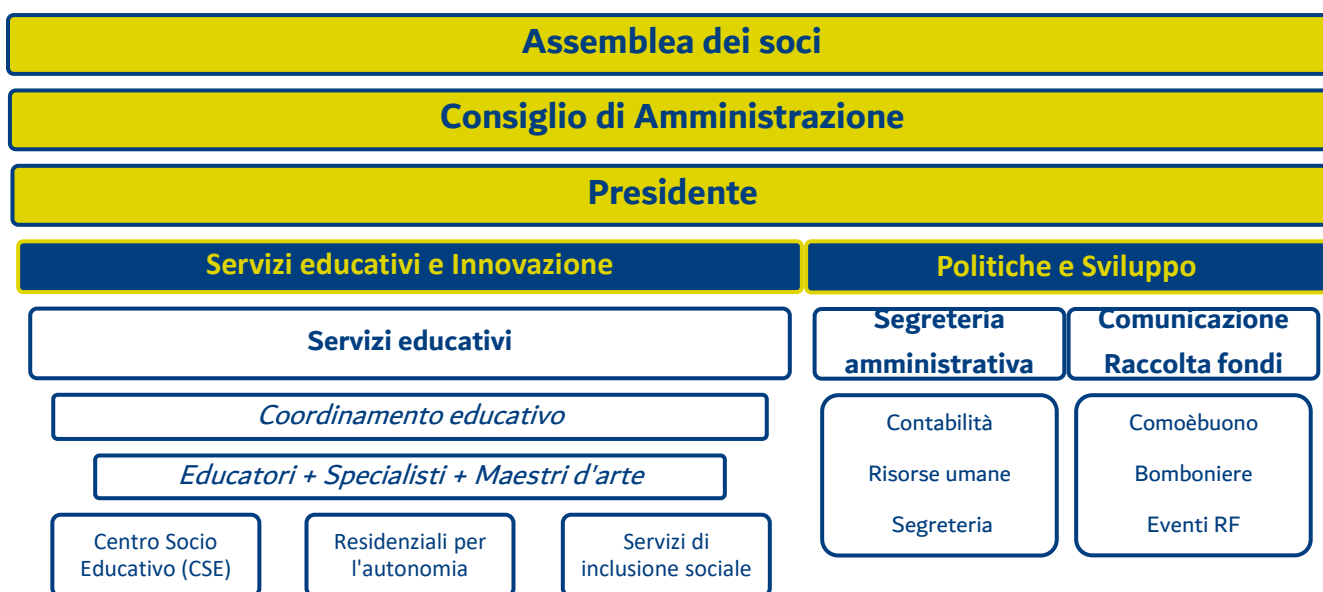 Assemblea dei soci
Consiglio di Amministrazione
Presidente
Servizi educativi e Innovazione
Politiche e Sviluppo
Servizi educativi
Segreteria
amministrativa
Comunicazione
Raccolta fondi
Coordinamento educativo
Educatori + Specialisti + Maestri d'arte
Centro Socio
Educativo (CSE)
Residenziali per
l'autonomia
Servizi di
inclusione sociale
Contabilità
Risorse umane
Segreteria
Comoèbuono
Bomboniere
Eventi RF